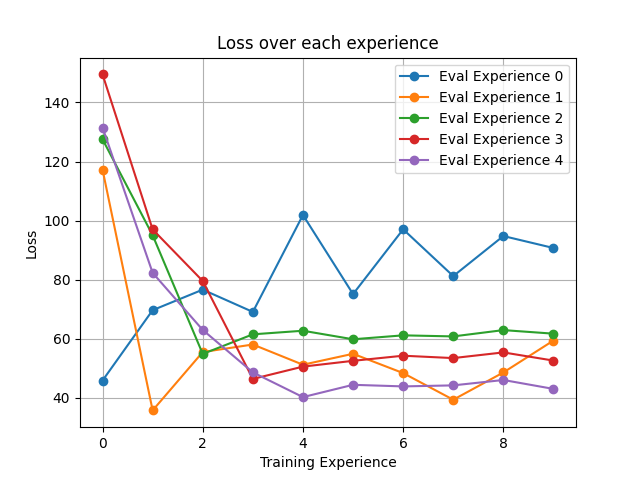 Loss over each experience
Eval Experience 0
Eval Experience 1
Eval Experience 2
Eval Experience 3
Eval Experience 4
140
120
100
80
60
40
Loss
0 2 4 6 8
Training Experience